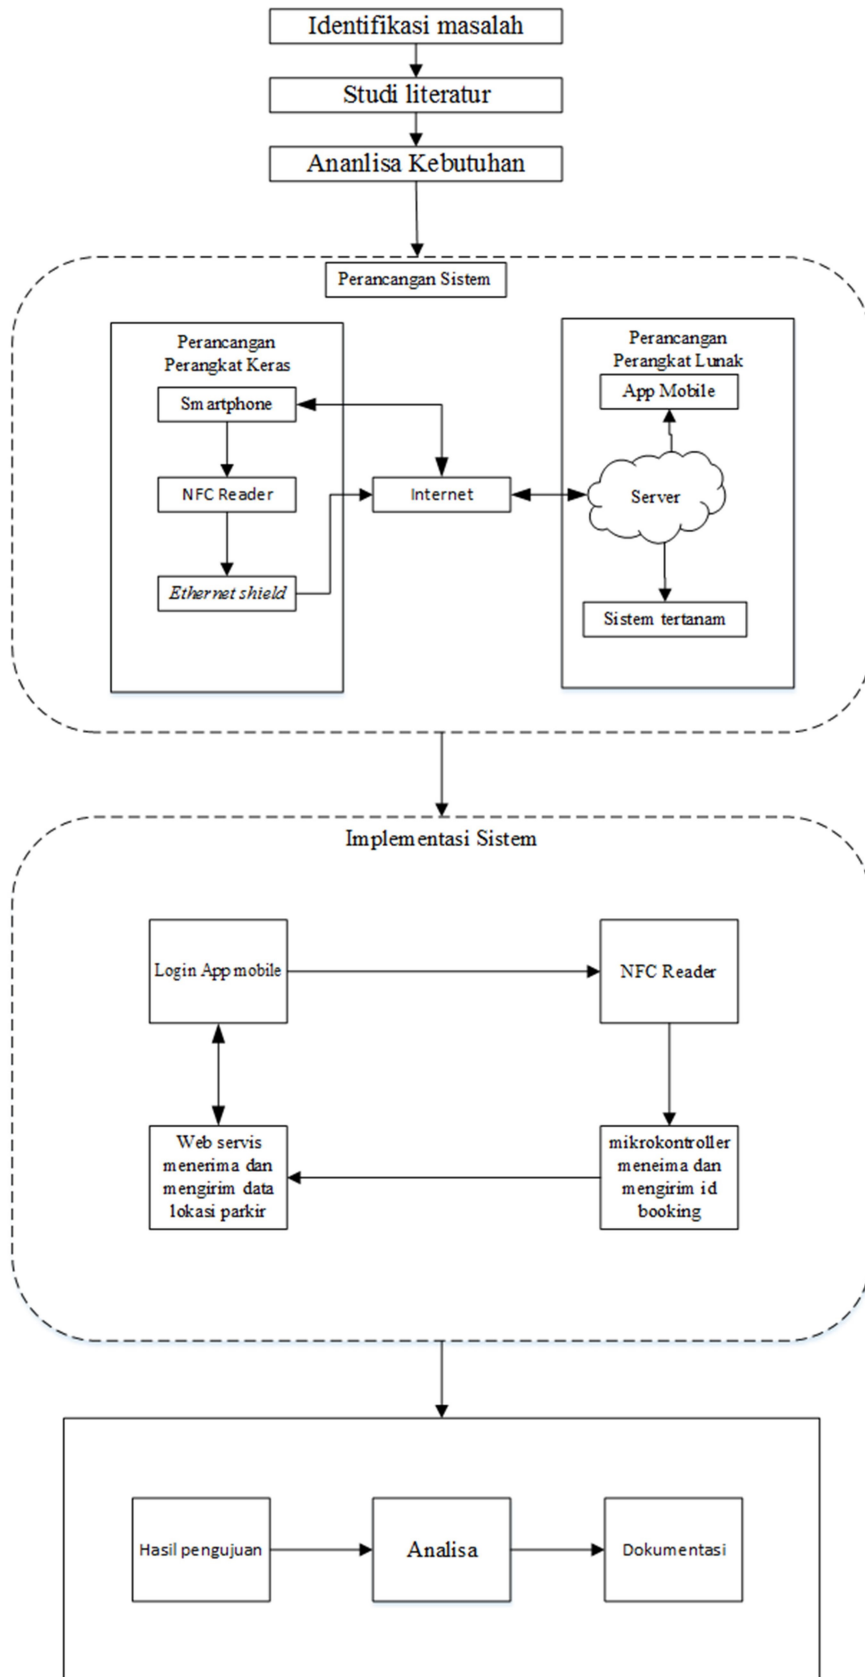 Identifikasi masalah
Studi literatur
Ananlisa Kebutuhan
Perancangan Sistem
Perancangan
Perangkat Keras
Smartphone
NFC Reader
Ethernet shield
Internet
Perancangan
Perangkat Lunak
App Mobile
Server
Sistem tertanam
Implementasi Sistem
Login App mobile
NFC Reader
Web servis
menerima dan
mengirim data
lokasi parkir
mikrokontroller
meneima dan
mengirim id
booking
Hasil pengujuan
Analisa
Dokumentasi